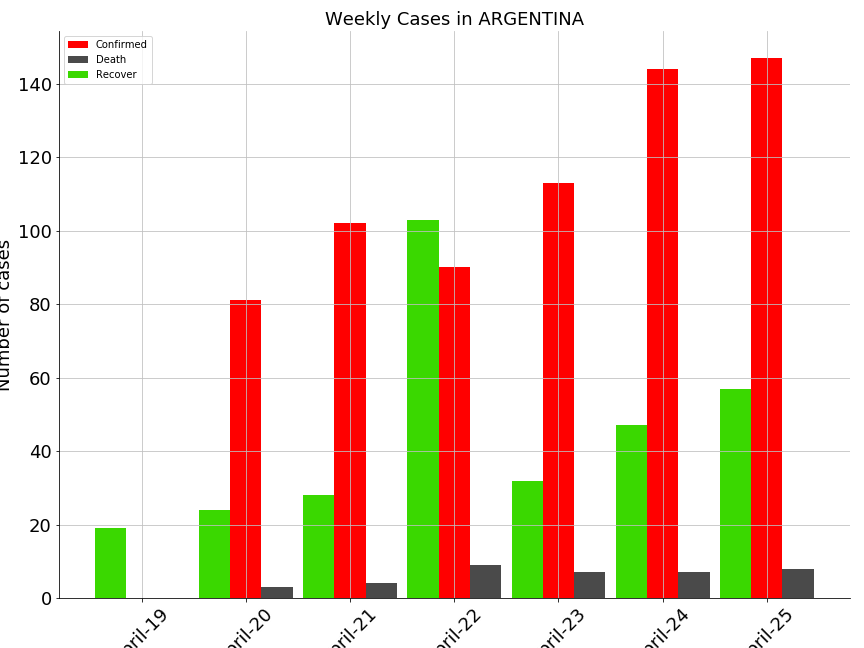 Weekly Cases in ARGENTINA
Confirmed
Death
Recover
Number of cases
140
120
100
80
60
40
20
0
pril-19
pril-20
pril-21
pril-22
pril-23
pril-24
pril-25